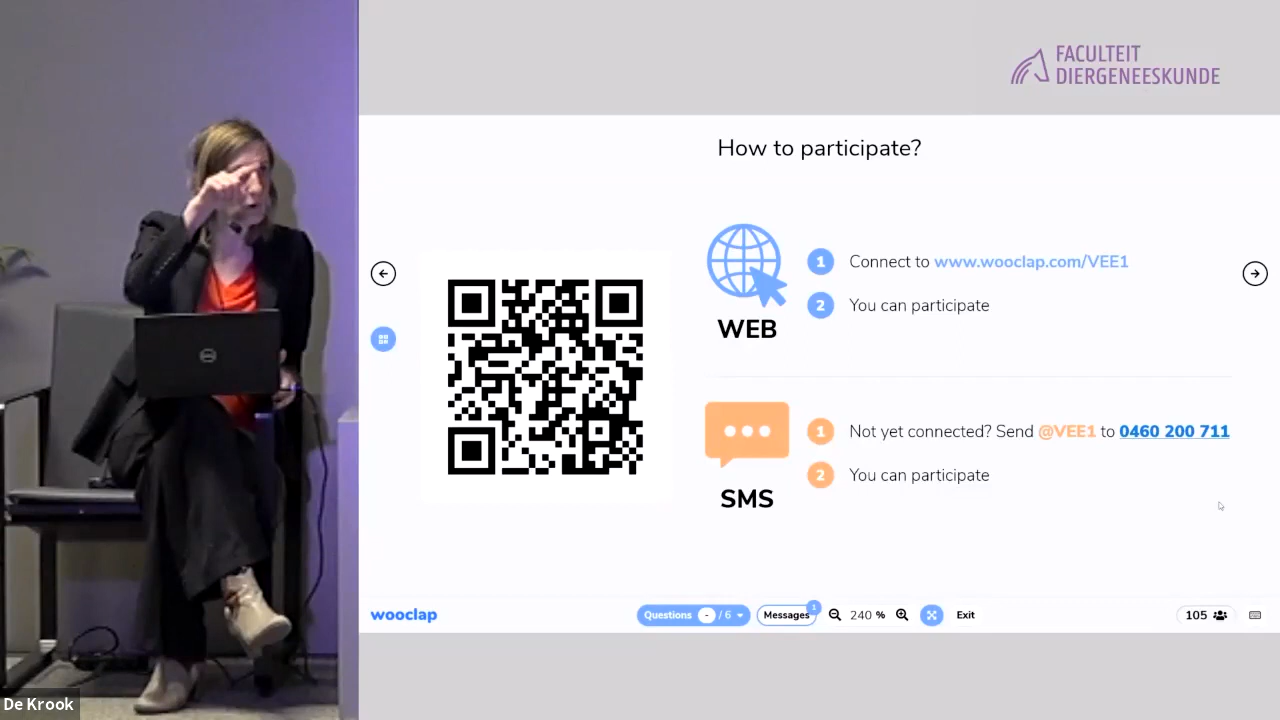 FACULTEIT
DIERGENEESKUNDE
How to participate?
1 Connect to www.wooclap.com/VEE1
2 You can participate
WEB
1 Not yet connected? Send @VEE1 to 0460 200 711
2 You can participate
SMS
wooclap
Questions - / 6
Messages 1
240 %
Exit
105
DELL
De Krook